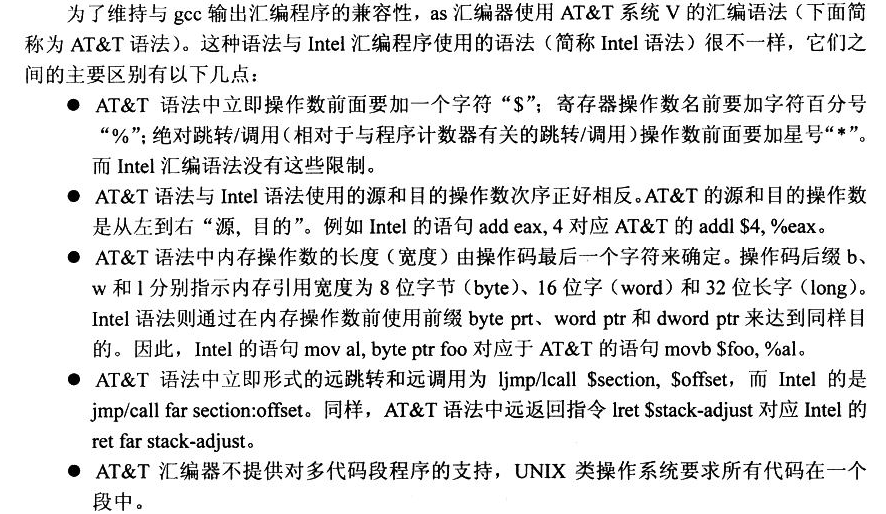 为了维持与 gcc 输出汇编程序的兼容性，as 汇编器使用 AT&T 系统 V 的汇编语法（下面简
称为 AT&T 语法）。这种语法与 Intel 汇编程序使用的语法（简称 Intel 语法）很不一样，它们之
间的主要区别有以下几点：
● AT&T 语法中立即操作数前面要加一个字符“$”；寄存器操作数名前要加字符百分号
“%”；绝对跳转/调用（相对于与程序计数器有关的跳转/调用）操作数前面要加星号“*”。
而 Intel 汇编语法没有这些限制。
● AT&T 语法与 Intel 语法使用的源和目的操作数次序正好相反。AT&T 的源和目的操作数
是从左到右“源, 目的”。例如 Intel 的语句 add eax, 4 对应 AT&T 的 addl $4, %eax。
● AT&T 语法中内存操作数的长度（宽度）由操作码最后一个字符来确定。操作码后缀 b、
w 和 l 分别指示内存引用宽度为 8 位字节（byte）、16 位字（word）和 32 位长字（long）。
Intel 语法则通过在内存操作数前使用前缀 byte prt、word ptr 和 dword ptr 来达到同样目
的。因此，Intel 的语句 mov al, byte ptr foo 对应于 AT&T 的语句 movb $foo, %al。
● AT&T 语法中立即形式的远跳转和远调用为 ljmp/lcall $section, $offset，而 Intel 的是
jmp/call far section:offset。同样，AT&T 语法中远返回指令 lret $stack-adjust 对应 Intel 的
ret far stack-adjust。
● AT&T 汇编器不提供对多代码段程序的支持，UNIX 类操作系统要求所有代码在一个
段中。